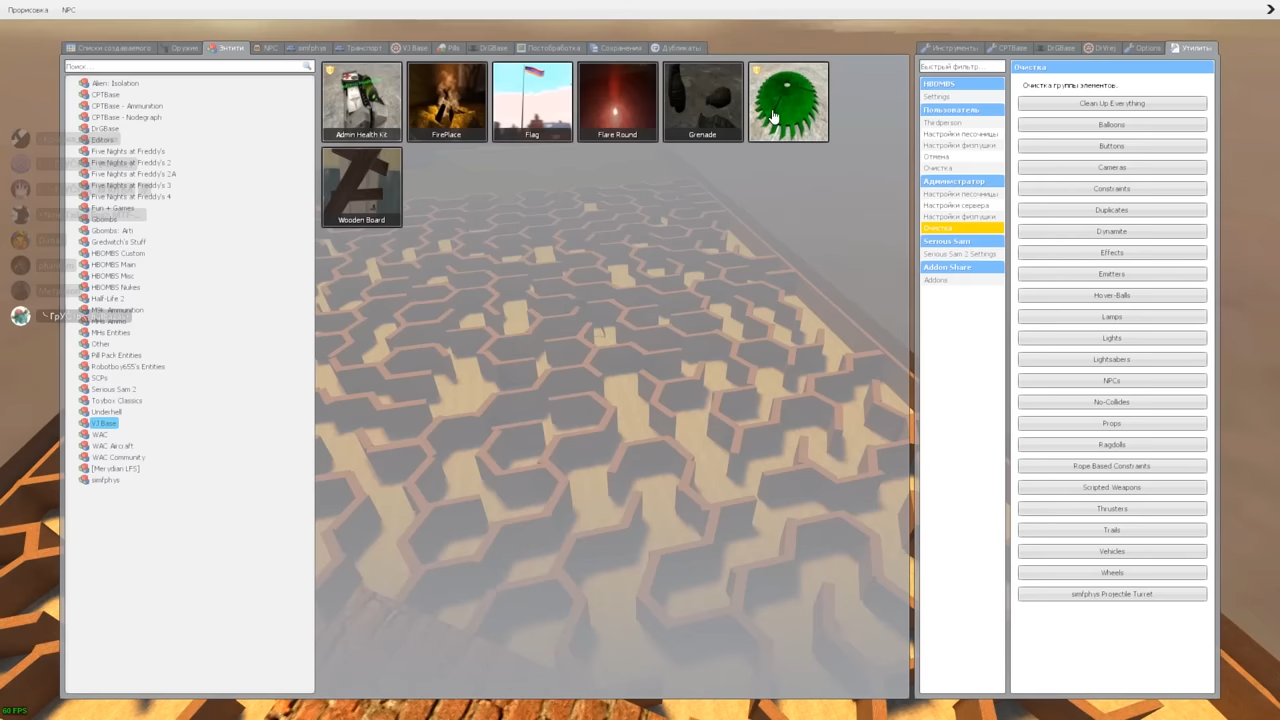 Прорисовка NPC
Списки создаваемого Оружие Энтити NPC simfphys Транспорт VJ Base Pills DrGBase Постобработка Сохранения Дубликаты
Поиск...
Alien: Isolation
CPTBase
CPTBase - Ammunition
CPTBase - Nodegraph
DrGBase
Editors
Five Nights at Freddy's
Five Nights at Freddy's 2
Five Nights at Freddy's 2A
Five Nights at Freddy's 3
Five Nights at Freddy's 4
Fun + Games
Gbombs
Gbombs: Arti
Gredwitch's Stuff
HBOMBS Custom
HBOMBS Main
HBOMBS Misc
HBOMBS Nukes
Half-Life 2
M9k Ammunition
MHs Ammo
MHs Entities
Other
Pill Pack Entities
Robotboy655's Entities
SCPs
Serious Sam 2
Toybox Classics
Underhell
VJ Base
WAC
WAC Aircraft
WAC Community
[Merydian LFS]
simfphys
Admin Health Kit
FirePlace
Flag
Flare Round
Grenade
Wooden Board
Инструменты CPTBase DrGBase DrVrej Options Утилиты
Быстрый фильтр...
HBOMBS
Settings
Пользователь
Thirdperson
Настройки песочницы
Настройки физпушки
Отмена
Очистка
Администратор
Настройки песочницы
Настройки сервера
Настройки физпушки
Очистка
Serious Sam
Serious Sam 2 Settings
Addon Share
Addons
Очистка
Очистка группы элементов.
Clean Up Everything
Balloons
Buttons
Cameras
Constraints
Duplicates
Dynamite
Effects
Emitters
Hover-Balls
Lamps
Lights
Lightsabers
NPCs
No-Collides
Props
Ragdolls
Rope Based Constraints
Scripted Weapons
Thrusters
Trails
Vehicles
Wheels
simfphys Projectile Turret
60 FPS